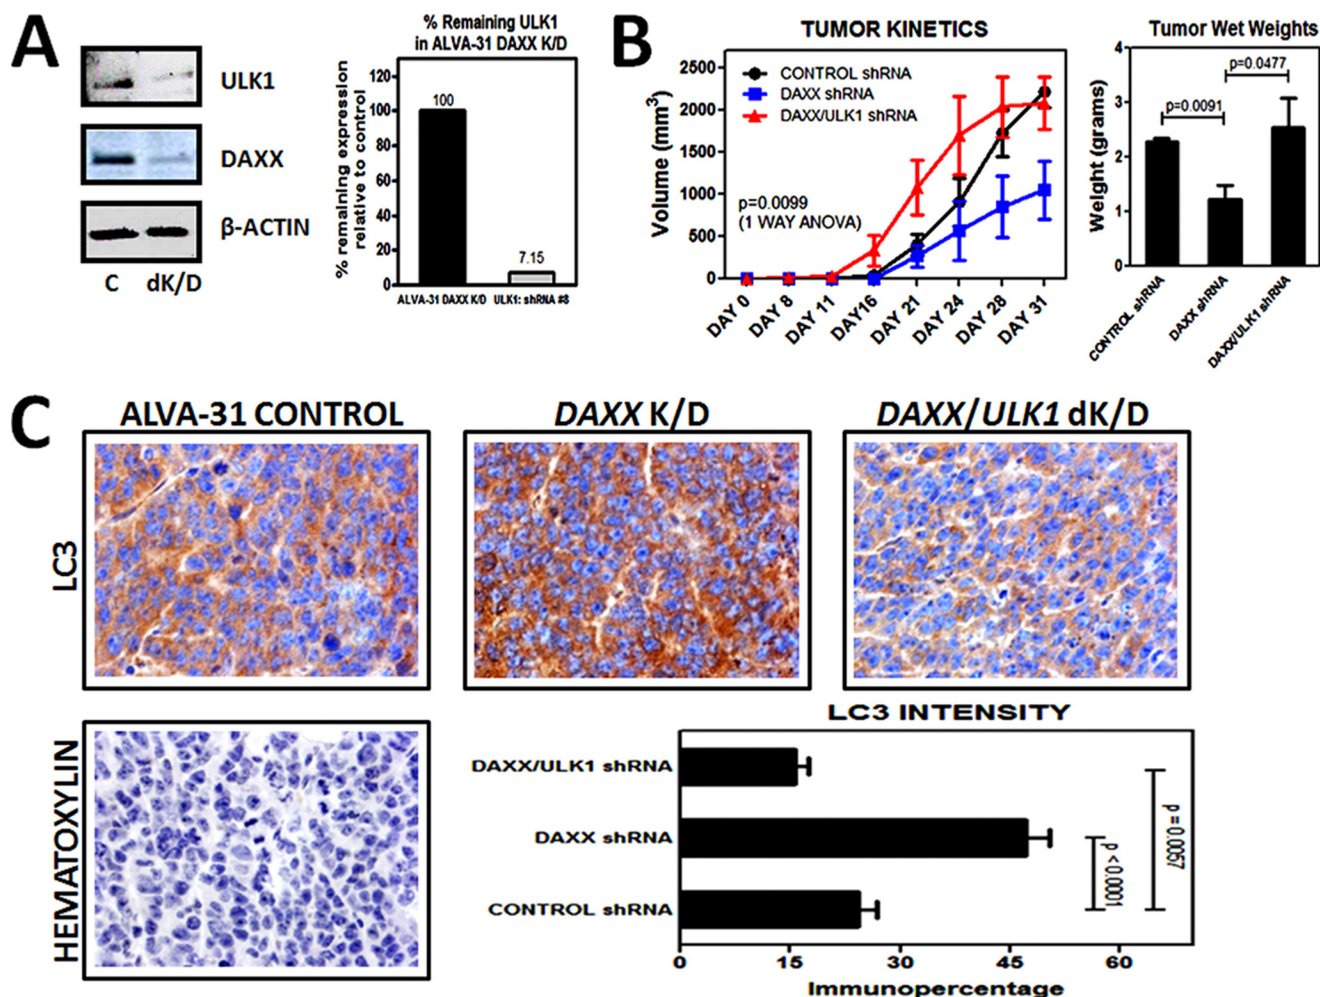 A
ULK1
DAXX
β-ACTIN
C dK/D
% Remaining ULK1
in ALVA-31 DAXX K/D
% remaining expression
relative to control
120
100
80
60
40
20
0
100
7.15
ALVA-31 DAXX K/D
ULK1: shRNA #8
B
TUMOR KINETICS
Volume (mm3)
2500
2000
1500
1000
500
0
CONTROL shRNA
DAXX shRNA
DAXX/ULK1 shRNA
p=0.0099
(1 WAY ANOVA)
DAY 0
DAY 8
DAY 11
DAY16
DAY 21
DAY 24
DAY 28
DAY 31
Tumor Wet Weights
Weight (grams)
4
3
2
1
0
p=0.0477
p=0.0091
CONTROL shRNA
DAXX shRNA
DAXX/ULK1 shRNA
C
ALVA-31 CONTROL
DAXX K/D
DAXX/ULK1 dK/D
LC3
HEMATOXYLIN
LC3 INTENSITY
DAXX/ULK1 shRNA
DAXX shRNA
CONTROL shRNA
p < 0.0001
p = 0.0057
0 15 30 45 60
Immunopercentage